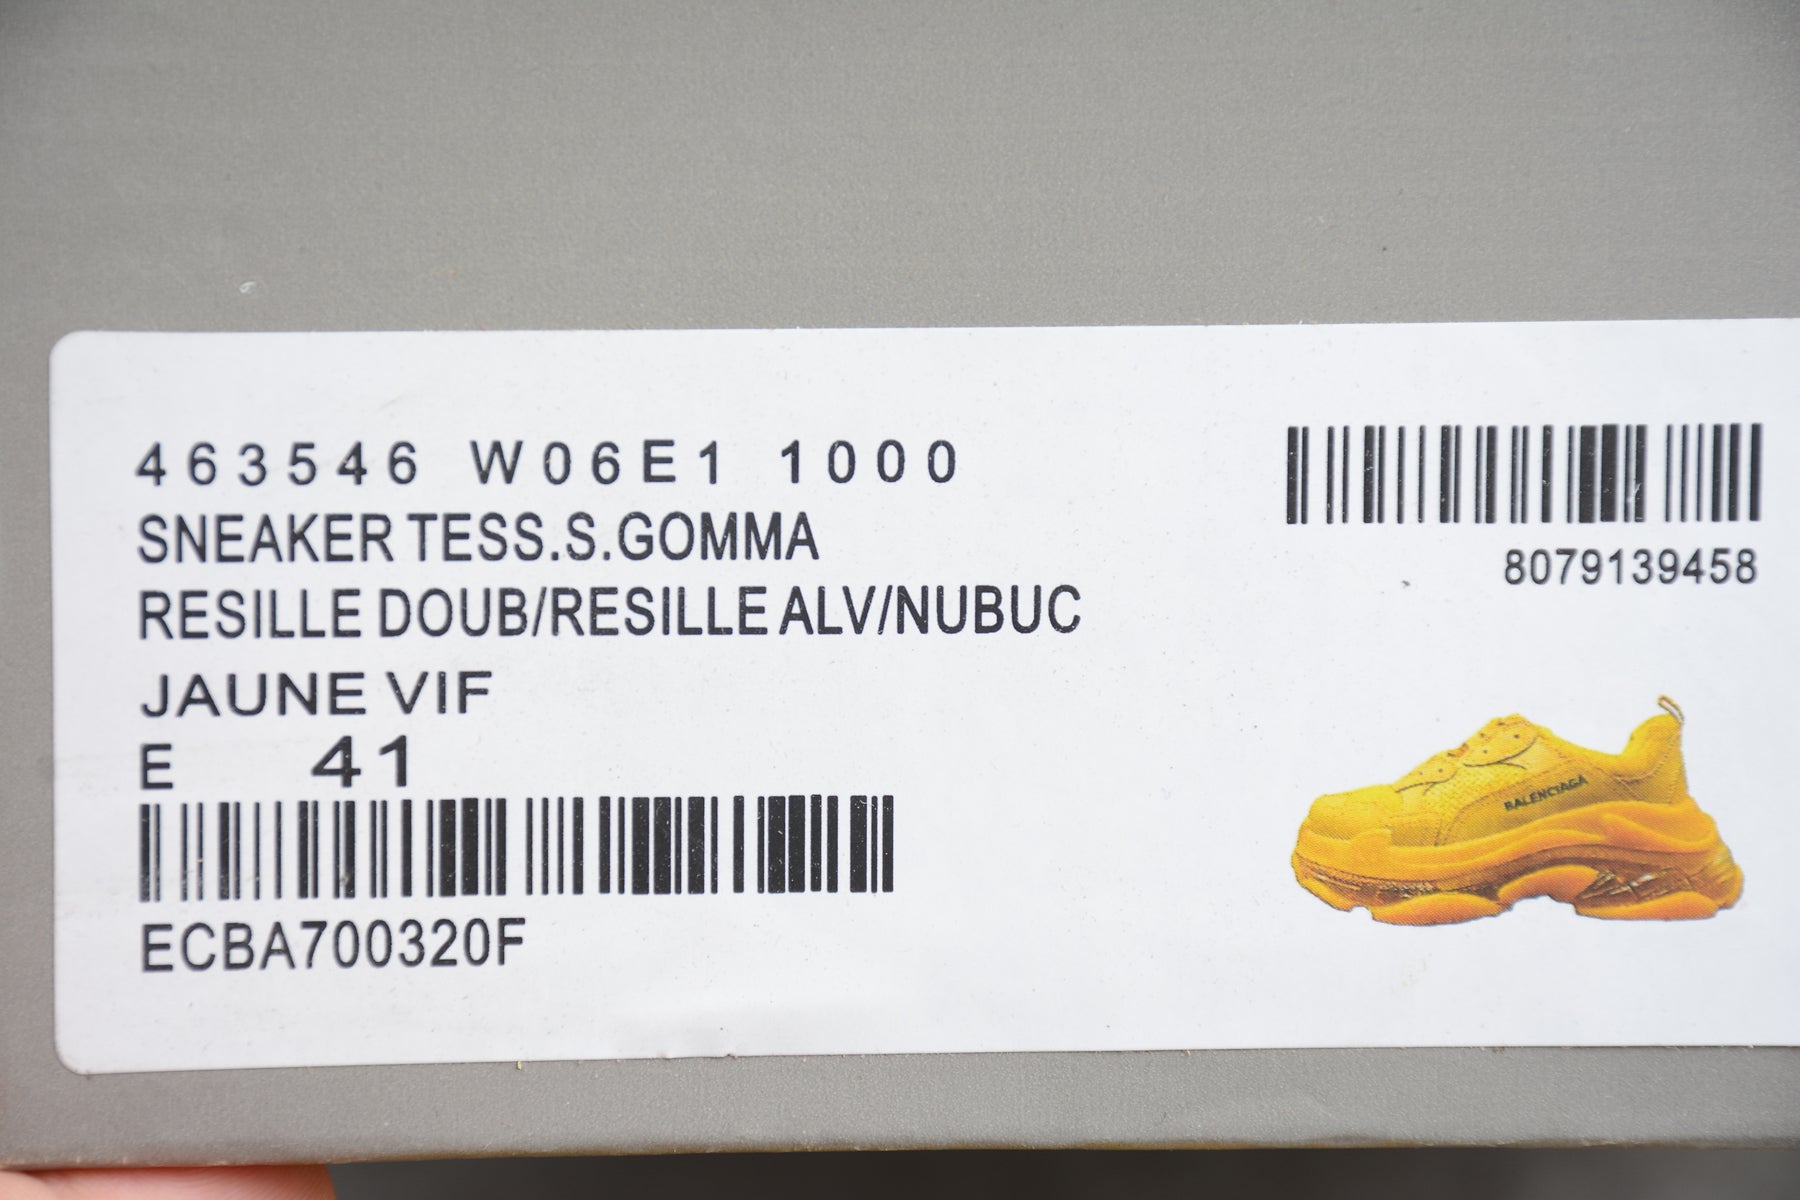 463546 W06E1 1000
SNEAKER TESS.S.GOMMA
RESILLE DOUB/RESILLE ALV/NUBUC
JAUNE VIF
E 41
ECBA700320F
8079139458
BALENCIAGA